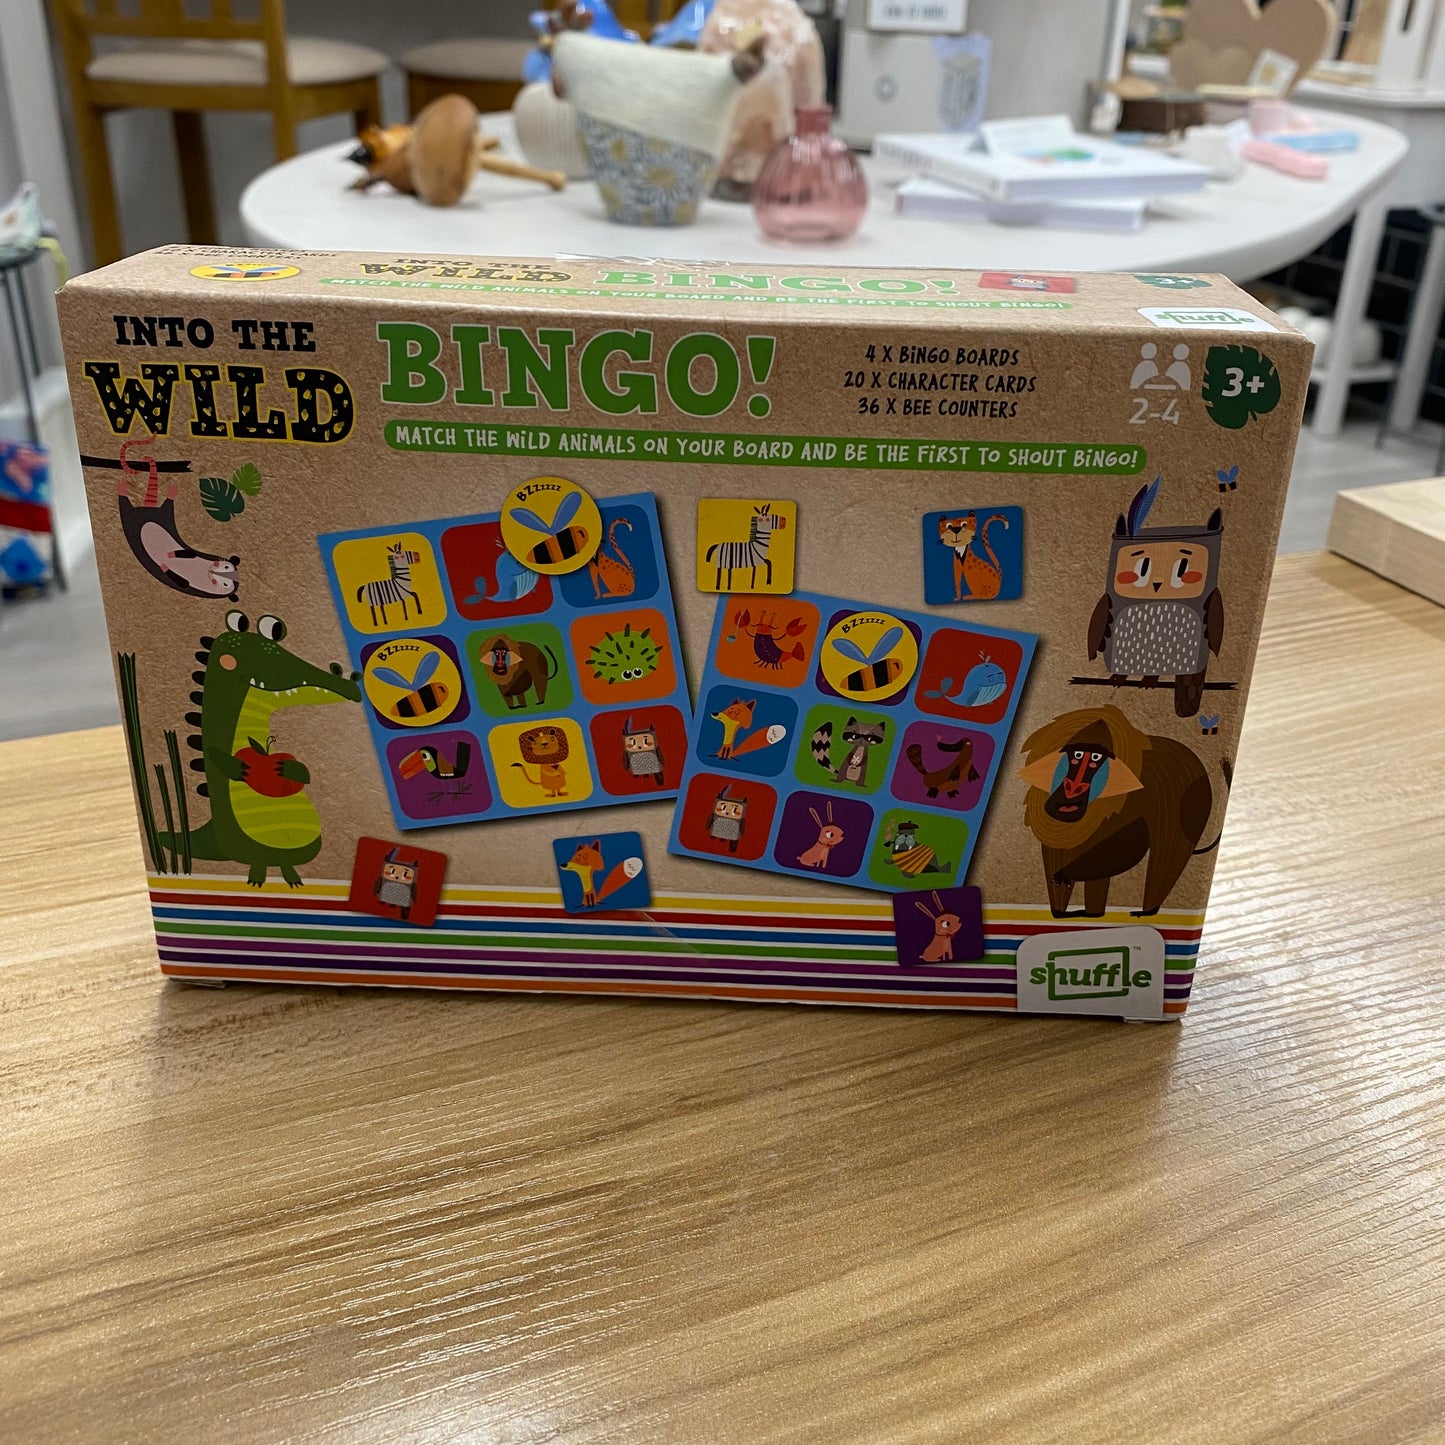 INTO THE
WILD
BINGO!
MATCH THE WILD ANIMALS ON YOUR BOARD AND BE THE FIRST TO SHOUT BINGO!
3+
shuffle
INTO THE
WILD
BINGO!
MATCH THE WILD ANIMALS ON YOUR BOARD AND BE THE FIRST TO SHOUT BINGO!
4 X BINGO BOARDS
20 X CHARACTER CARDS
36 X BEE COUNTERS
2-4
3+
BZZzzzz
BZZzzzz
BZZzzzz
shuffle™